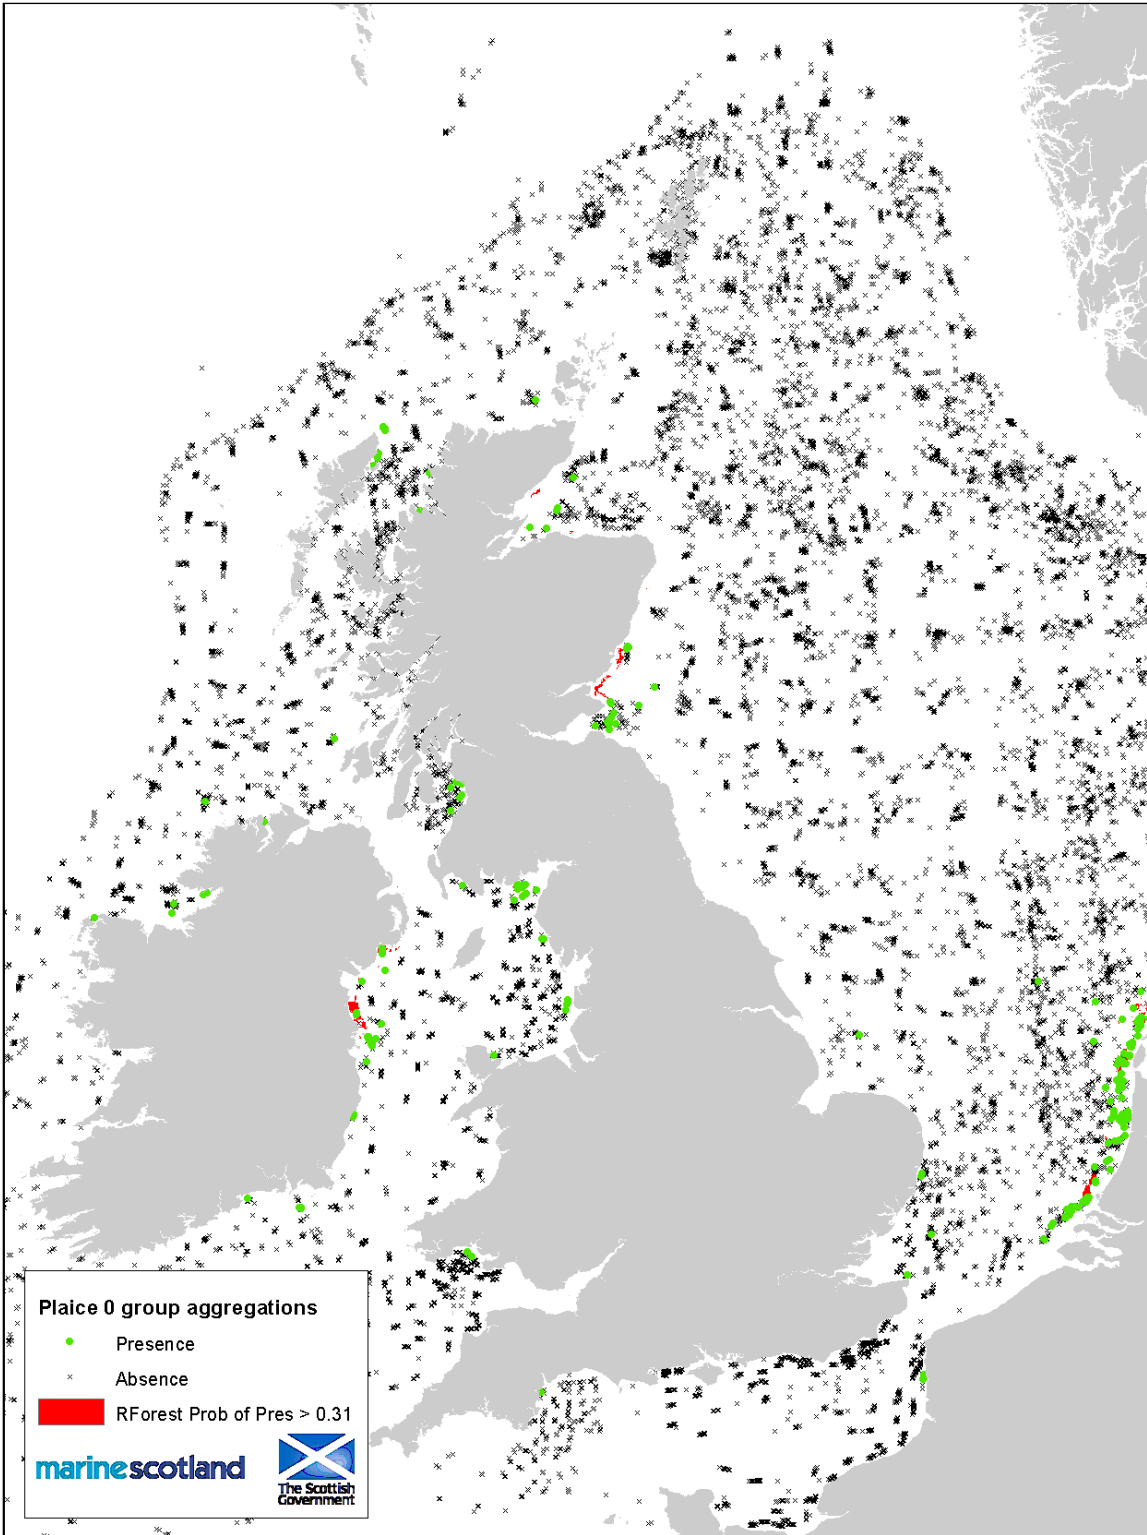 Plaice 0 group aggregations
Presence
Absence
RForest Prob of Pres > 0.31
marinescotland
The Scottish
Government